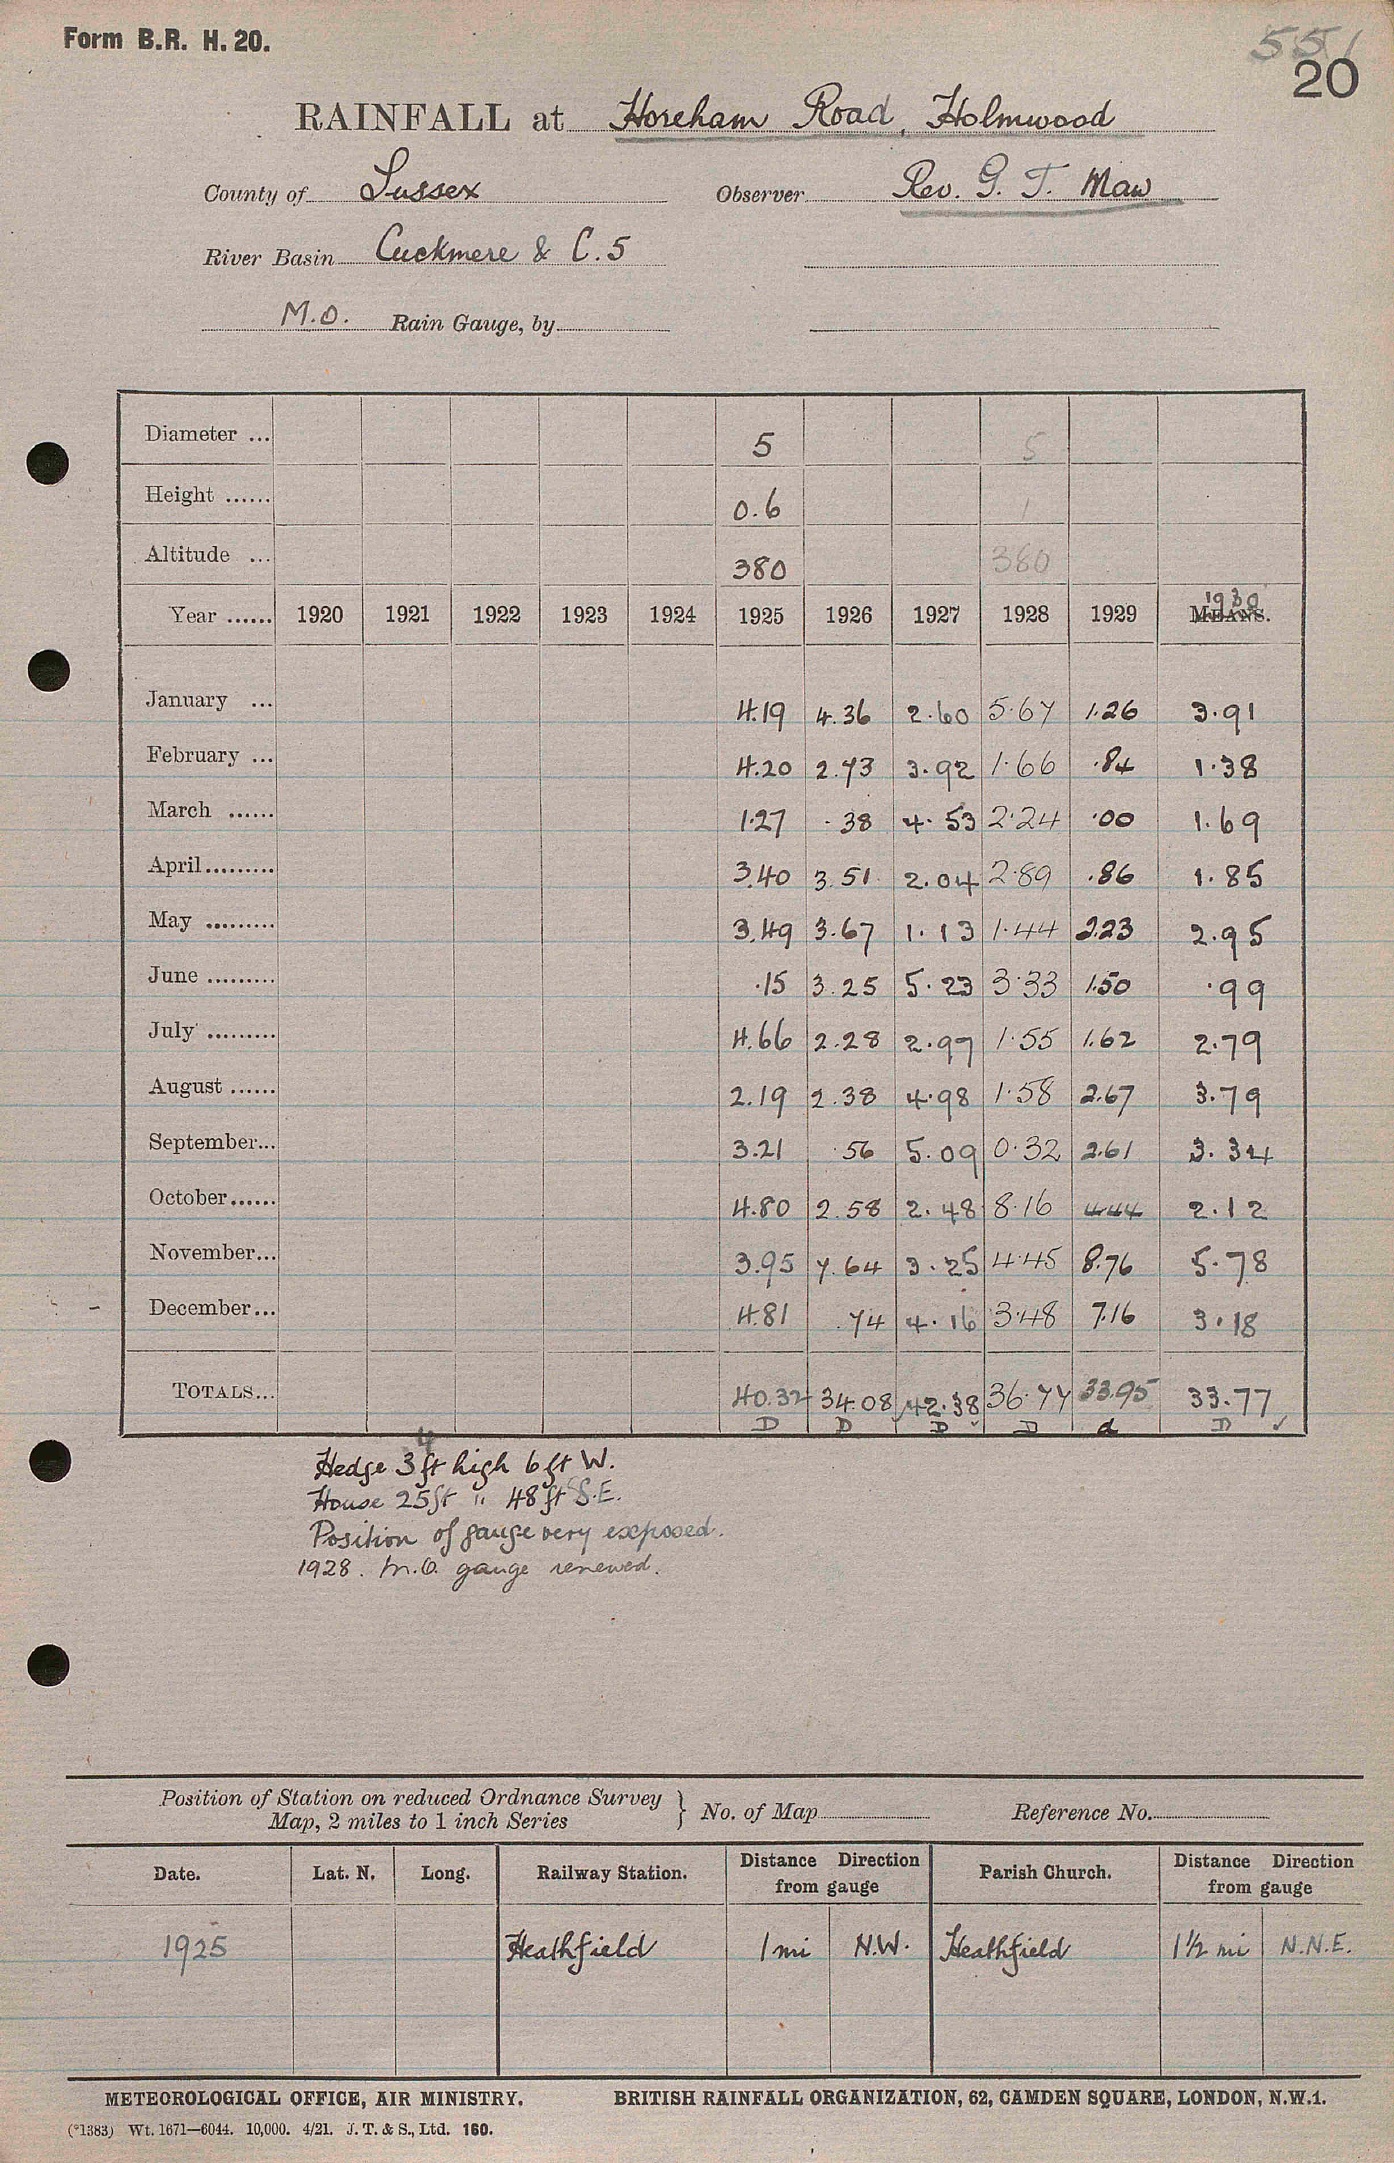 Form B.R. H. 20.
551
20
RAINFALL at Horeham Road, Holmwood
County of Sussex Observer Rev. G. T. Maw
River Basin Cuckmere & C.5
M.O. Rain Gauge, by
Diameter ... 5 5
Height ...... 0.6 1
Altitude ... 380 380
Year ...... 1920 1921 1922 1923 1924 1925 1926 1927 1928 1929 MEANS. 1930
January ... 4.19 4.36 2.60 5.67 1.26 3.91
February ... 4.20 2.73 3.92 1.66 .84 1.38
March ...... 1.27 .38 4.53 2.24 .00 1.69
April ......... 3.40 3.51 2.04 2.89 .86 1.85
May ......... 3.49 3.67 1.13 1.44 2.23 2.95
June ......... .15 3.25 5.23 3.33 1.50 .99
July ......... 4.66 2.28 2.97 1.55 1.62 2.79
August ...... 2.19 2.38 4.98 1.58 2.67 3.79
September... 3.21 .56 5.09 0.32 2.61 3.34
October...... 4.80 2.58 2.48 8.16 4.44 2.12
November... 3.95 7.64 3.25 4.45 8.76 5.78
December... 4.81 .74 4.16 3.48 7.16 3.18
TOTALS... 40.32 34.08 42.38 36.77 33.95 33.77
D D D D d D
4
Hedge 3 ft high 6 ft W.
House 25 ft " 48 ft S.E.
Position of gauge very exposed.
1928. M.O. gauge renewed.
Position of Station on reduced Ordnance Survey
Map, 2 miles to 1 inch Series } No. of Map Reference No.
Date. Lat. N. Long. Railway Station. Distance Direction from gauge Parish Church. Distance Direction from gauge
1925 Heathfield 1 mi N.W. Heathfield 1½ mi N.N.E.
METEOROLOGICAL OFFICE, AIR MINISTRY. BRITISH RAINFALL ORGANIZATION, 62, CAMDEN SQUARE, LONDON, N.W.1.
(*1383) Wt. 1671—6044. 10,000. 4/21. J. T. & S., Ltd. 160.